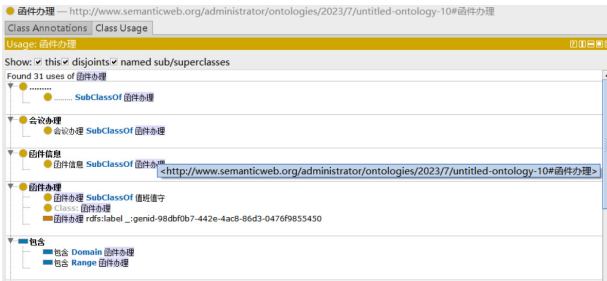 函件办理 — http://www.semanticweb.org/administrator/ontologies/2023/7/untitled-ontology-10#函件办理
Class Annotations Class Usage
Usage: 函件办理
Show: this disjoints named sub/superclasses
Found 31 uses of 函件办理
.........
......... SubClassOf 函件办理
会议办理
会议办理 SubClassOf 函件办理
函件信息
函件信息 SubClassOf 函件办理
<http://www.semanticweb.org/administrator/ontologies/2023/7/untitled-ontology-10#函件办理>
函件办理
函件办理 SubClassOf 值班值守
Class: 函件办理
函件办理 rdfs:label _:genid-98dbf0b7-442e-4ac8-86d3-0476f9855450
包含
包含 Domain 函件办理
包含 Range 函件办理